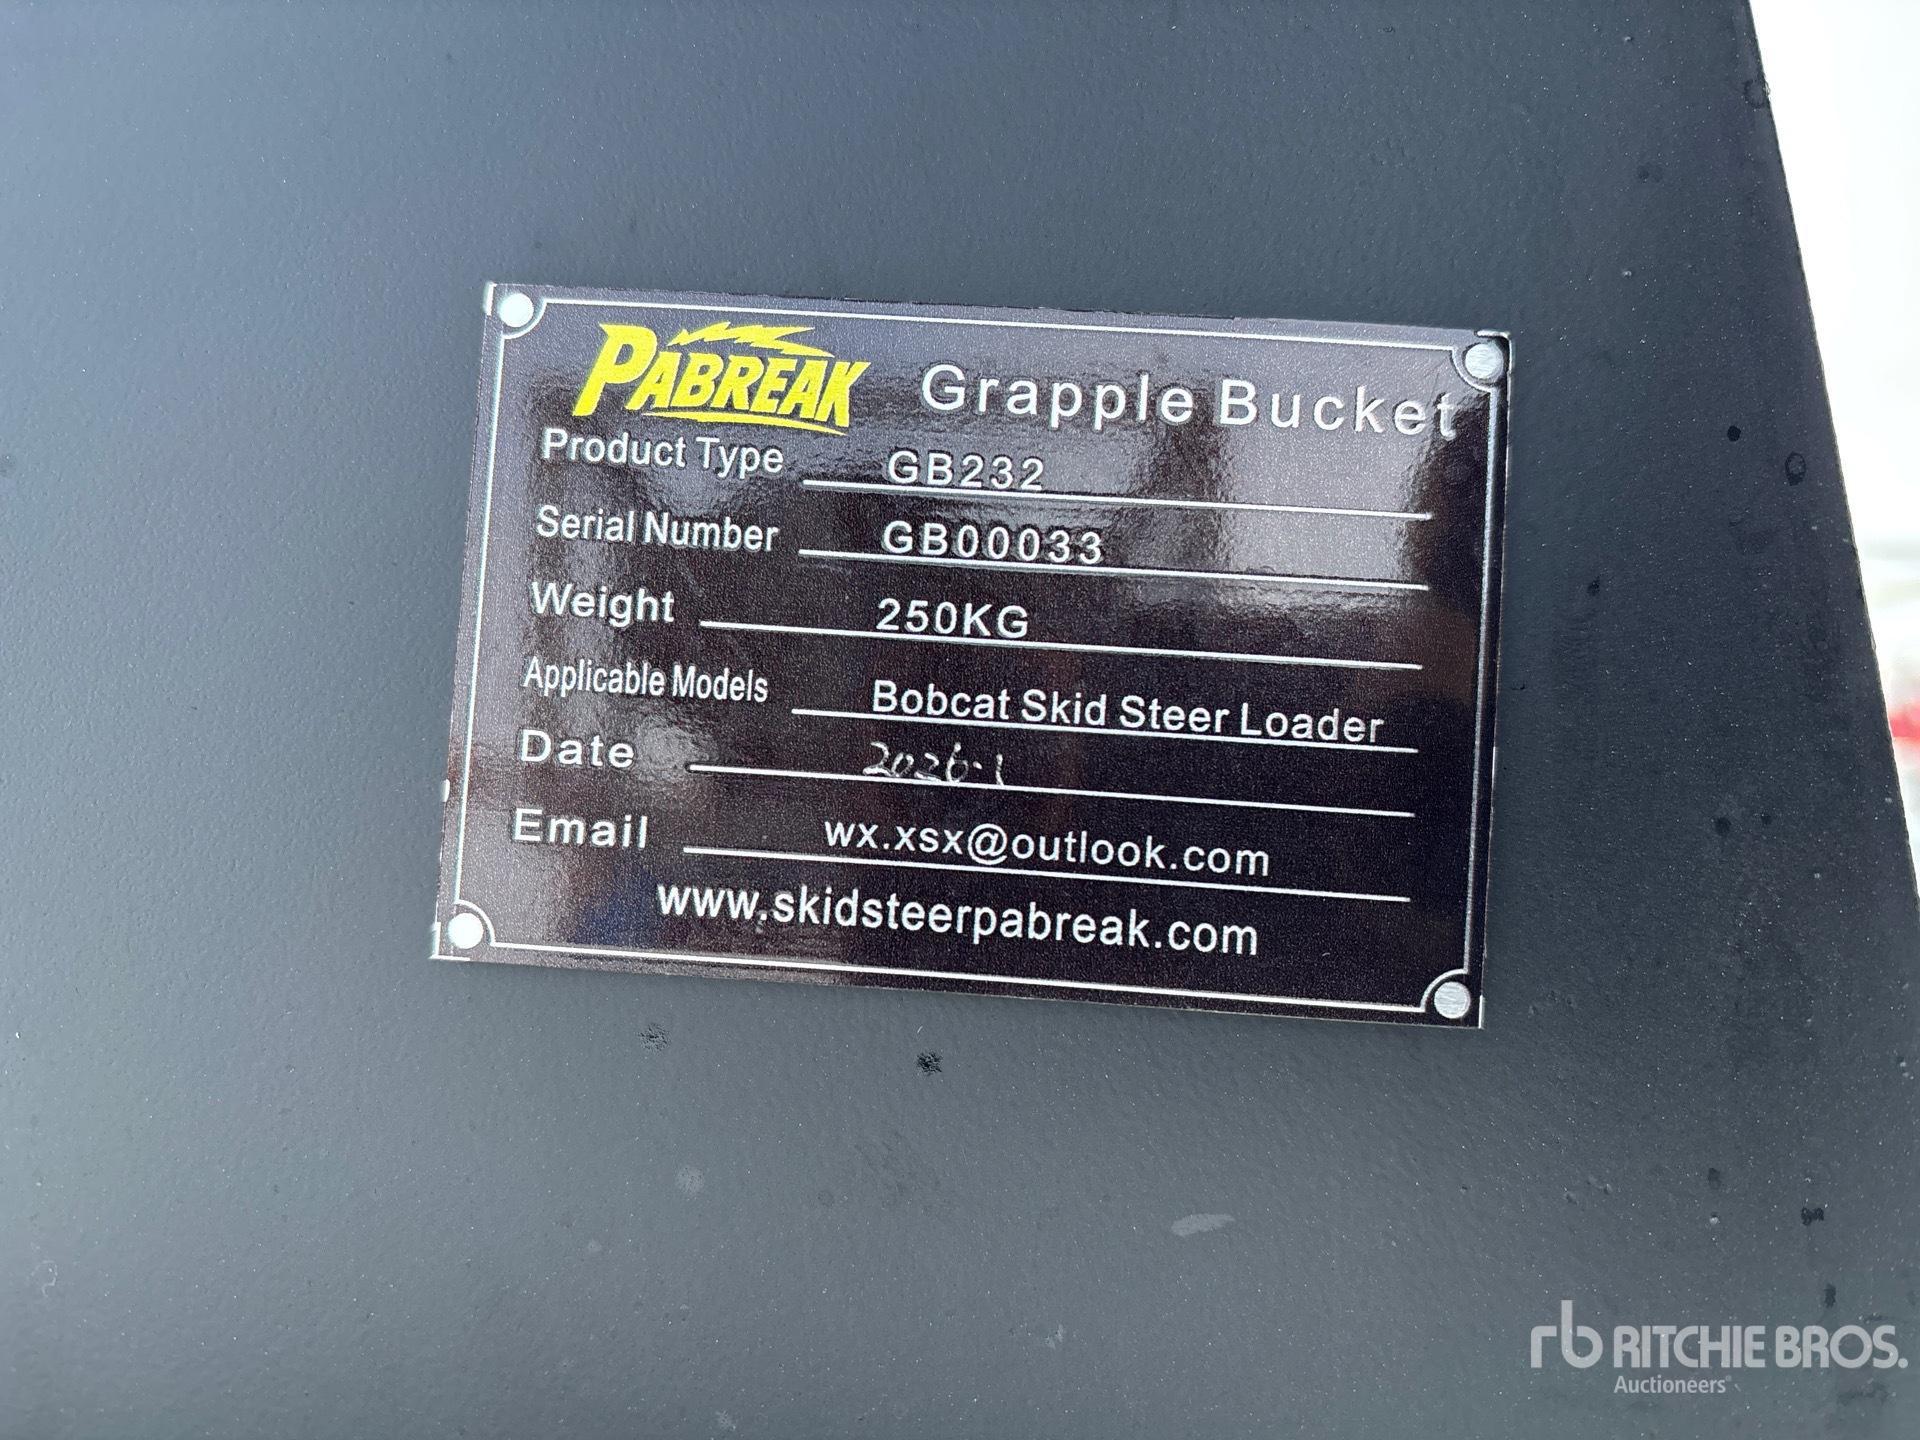 PABREAK Grapple Bucket
Product Type GB232
Serial Number GB00033
Weight 250KG
Applicable Models Bobcat Skid Steer Loader
Date 2026.1
Email wx.xsx@outlook.com
www.skidsteerpabreak.com
rb RITCHIE BROS.
Auctioneers